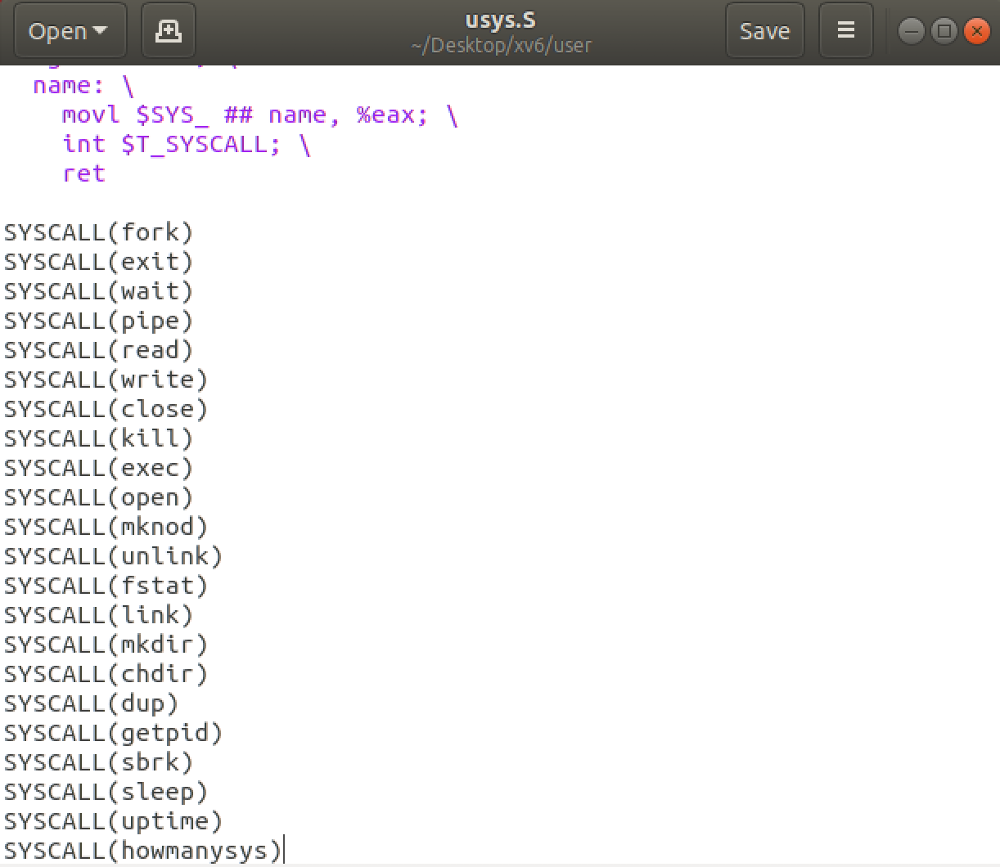 Open
usys.S
~/Desktop/xv6/user
Save
name: \
movl $SYS_ ## name, %eax; \
int $T_SYSCALL; \
ret
SYSCALL(fork)
SYSCALL(exit)
SYSCALL(wait)
SYSCALL(pipe)
SYSCALL(read)
SYSCALL(write)
SYSCALL(close)
SYSCALL(kill)
SYSCALL(exec)
SYSCALL(open)
SYSCALL(mknod)
SYSCALL(unlink)
SYSCALL(fstat)
SYSCALL(link)
SYSCALL(mkdir)
SYSCALL(chdir)
SYSCALL(dup)
SYSCALL(getpid)
SYSCALL(sbrk)
SYSCALL(sleep)
SYSCALL(uptime)
SYSCALL(howmanysys)